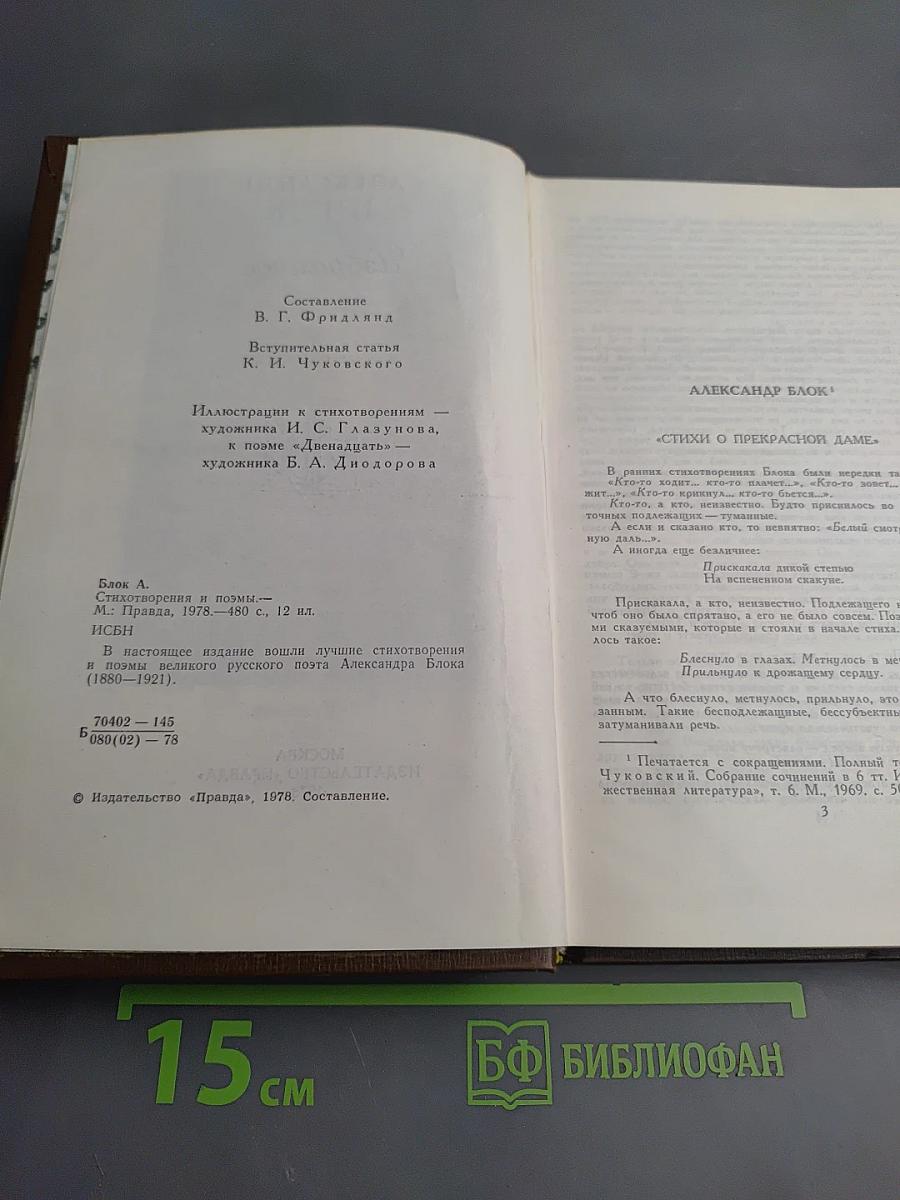 Составление
В. Г. Фридлянд
Вступительная статья
К. И. Чуковского
Иллюстрации к стихотворениям —
художника И. С. Глазунова,
к поэме «Двенадцать» —
художника Б. А. Диодорова
Блок А.
Стихотворения и поэмы.—
М.: Правда, 1978.—480 с., 12 ил.
ИСБН
В настоящее издание вошли лучшие стихотворения
и поэмы великого русского поэта Александра Блока
(1880—1921).
Б 70402 — 145
080(02) — 78
© Издательство «Правда», 1978. Составление.
АЛЕКСАНДР БЛОК¹
«СТИХИ О ПРЕКРАСНОЙ ДАМЕ»
В ранних стихотворениях Блока были нередки
«Кто-то ходит... кто-то плачет...», «Кто-то зовет...
жит...», «Кто-то крикнул... кто-то бьется...».
Кто-то, а кто, неизвестно. Будто приснилось во
точных подлежащих — туманные.
А если и сказано кто, то невнятно: «Белый
ную даль...».
А иногда еще безличнее:
Прискакала дикой степью
На вспененном скакуне.
Прискакала, а кто, неизвестно. Подлежащего
чтоб оно было спрятано, а его не было совсем.
ми сказуемыми, которые и стояли в начале стиха.
лось такое:
Блеснуло в глазах. Метнулось в
Прильнуло к дрожащему сердцу.
А что блеснуло, метнулось, прильнуло, это
занным. Такие бесподлежащные,
затуманивали речь.
¹ Печатается с сокращениями. Полный
Чуковский. Собрание сочинений в 6 тт.
жественная литература», т. 6. М., 1969. с.
3
15 см
БФ БИБЛИОФАН